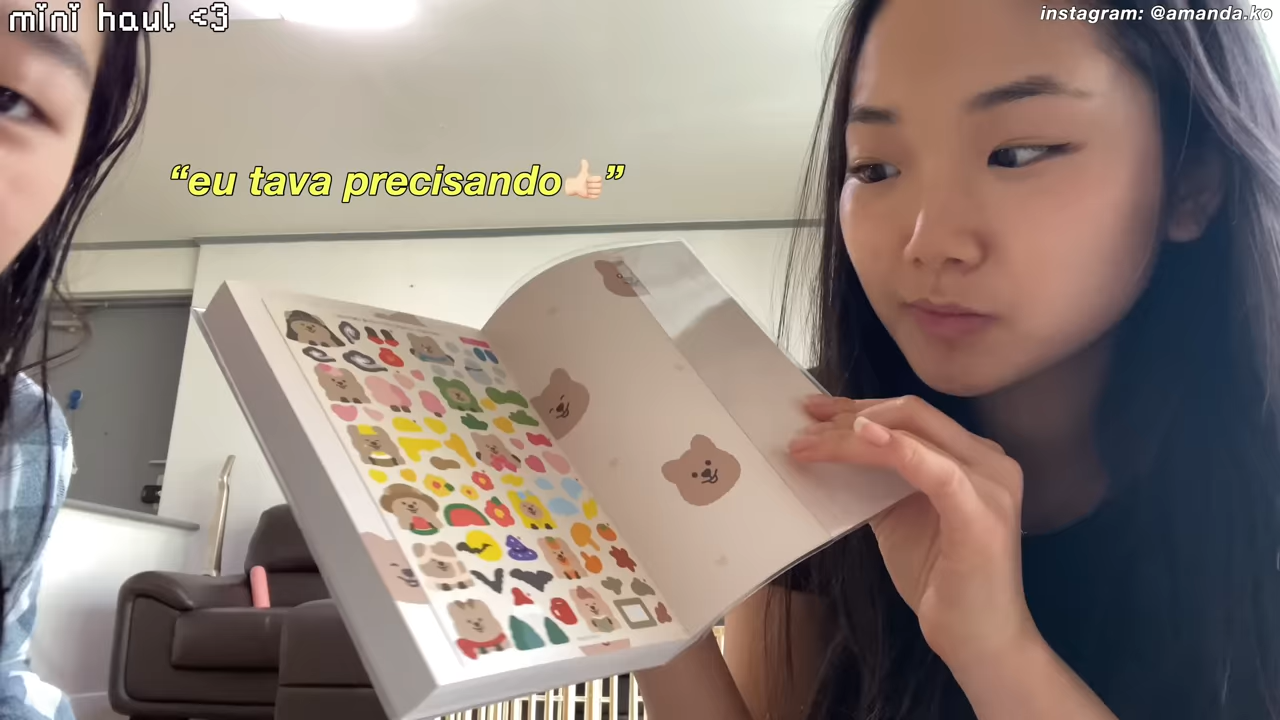 mini haul <3
instagram: @amanda.ko
“eu tava precisando👍🏻”